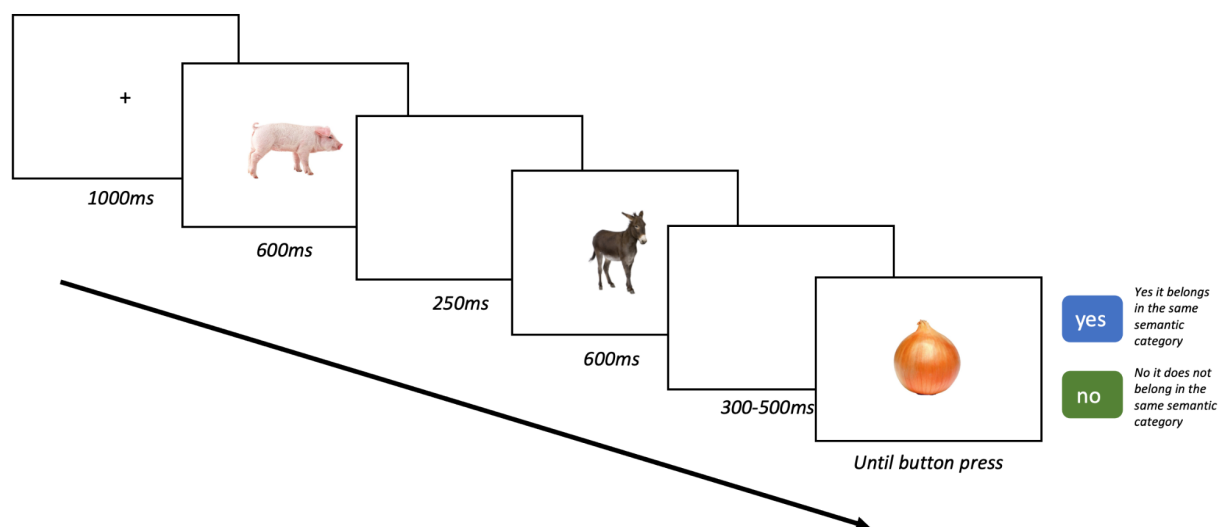 +
1000ms
600ms
250ms
600ms
300-500ms
Until button press
yes
Yes it belongs
in the same
semantic
category
no
No it does not
belong in the
same semantic
category